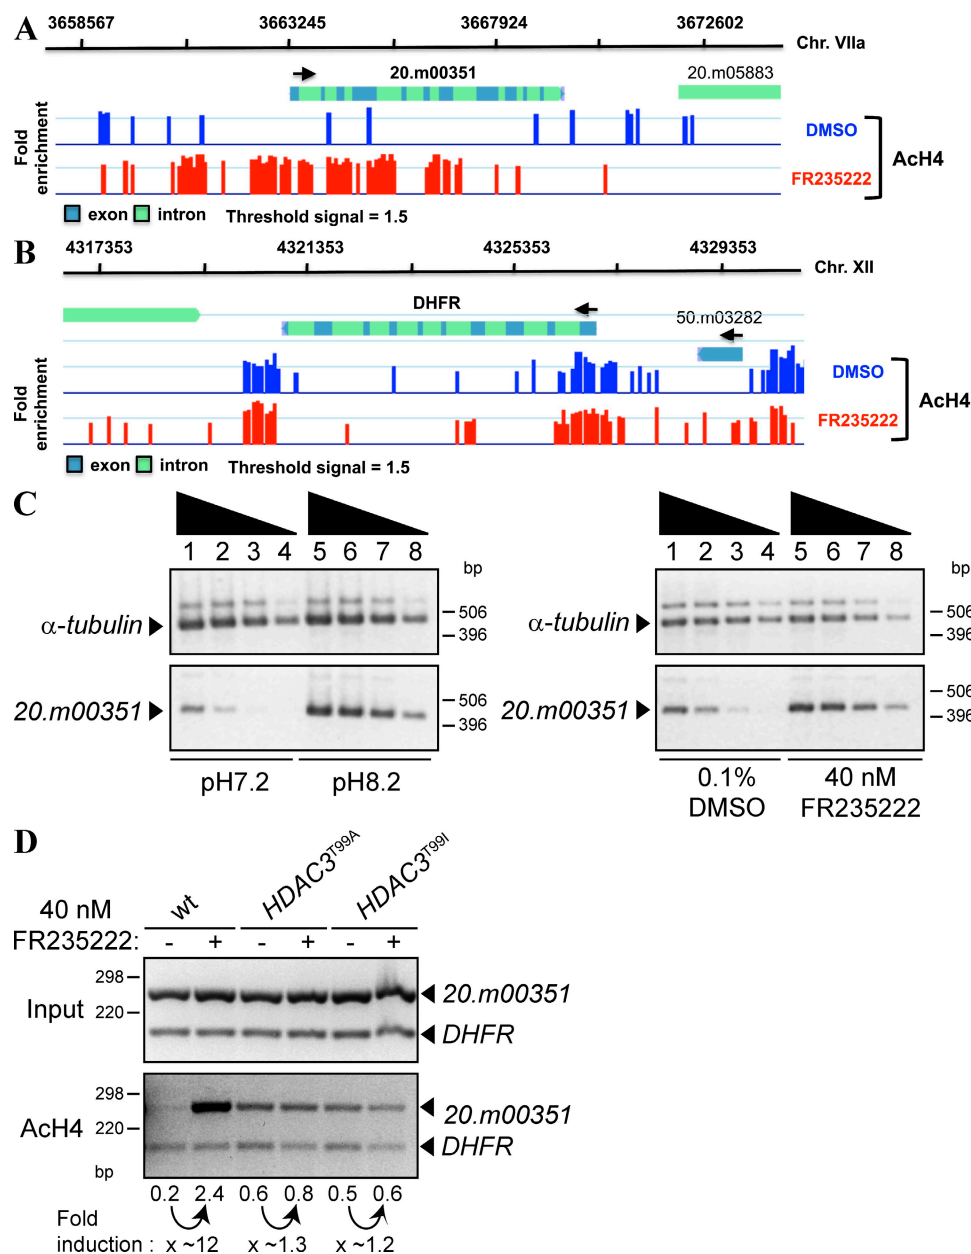 A
3658567 3663245 3667924 3672602
Chr. VIIa
20.m00351 20.m05883
Fold enrichment
DMSO
FR235222
AcH4
exon intron Threshold signal = 1.5
B
4317353 4321353 4325353 4329353
Chr. XII
DHFR
50.m03282
Fold enrichment
DMSO
FR235222
AcH4
exon intron Threshold signal = 1.5
C
1 2 3 4 5 6 7 8
bp
α-tubulin
506
396
20.m00351
506
396
pH7.2 pH8.2
1 2 3 4 5 6 7 8
bp
α-tubulin
506
396
20.m00351
506
396
0.1% DMSO
40 nM FR235222
D
40 nM FR235222:
wt HDAC3T99A HDAC3T99I
- + - + - +
298
220
Input
20.m00351
DHFR
298
220
AcH4
20.m00351
DHFR
bp
0.2 2.4 0.6 0.8 0.5 0.6
Fold induction : x ~12 x ~1.3 x ~1.2